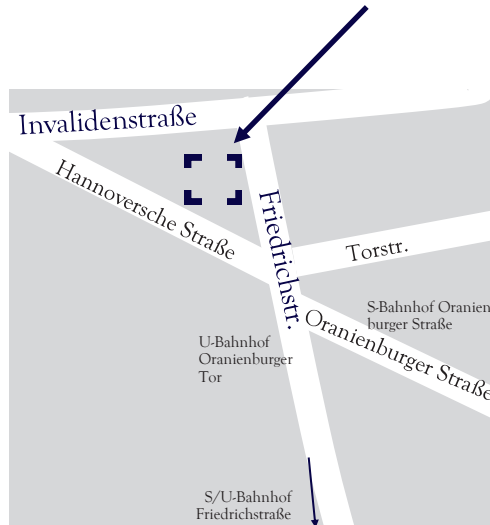 Invalidenstraße
Hannoversche Straße
Friedrichstr.
Torstr.
S-Bahnhof Oranien
burger Straße
Oranienburger Straße
U-Bahnhof
Oranienburger
Tor
S/U-Bahnhof
Friedrichstraße